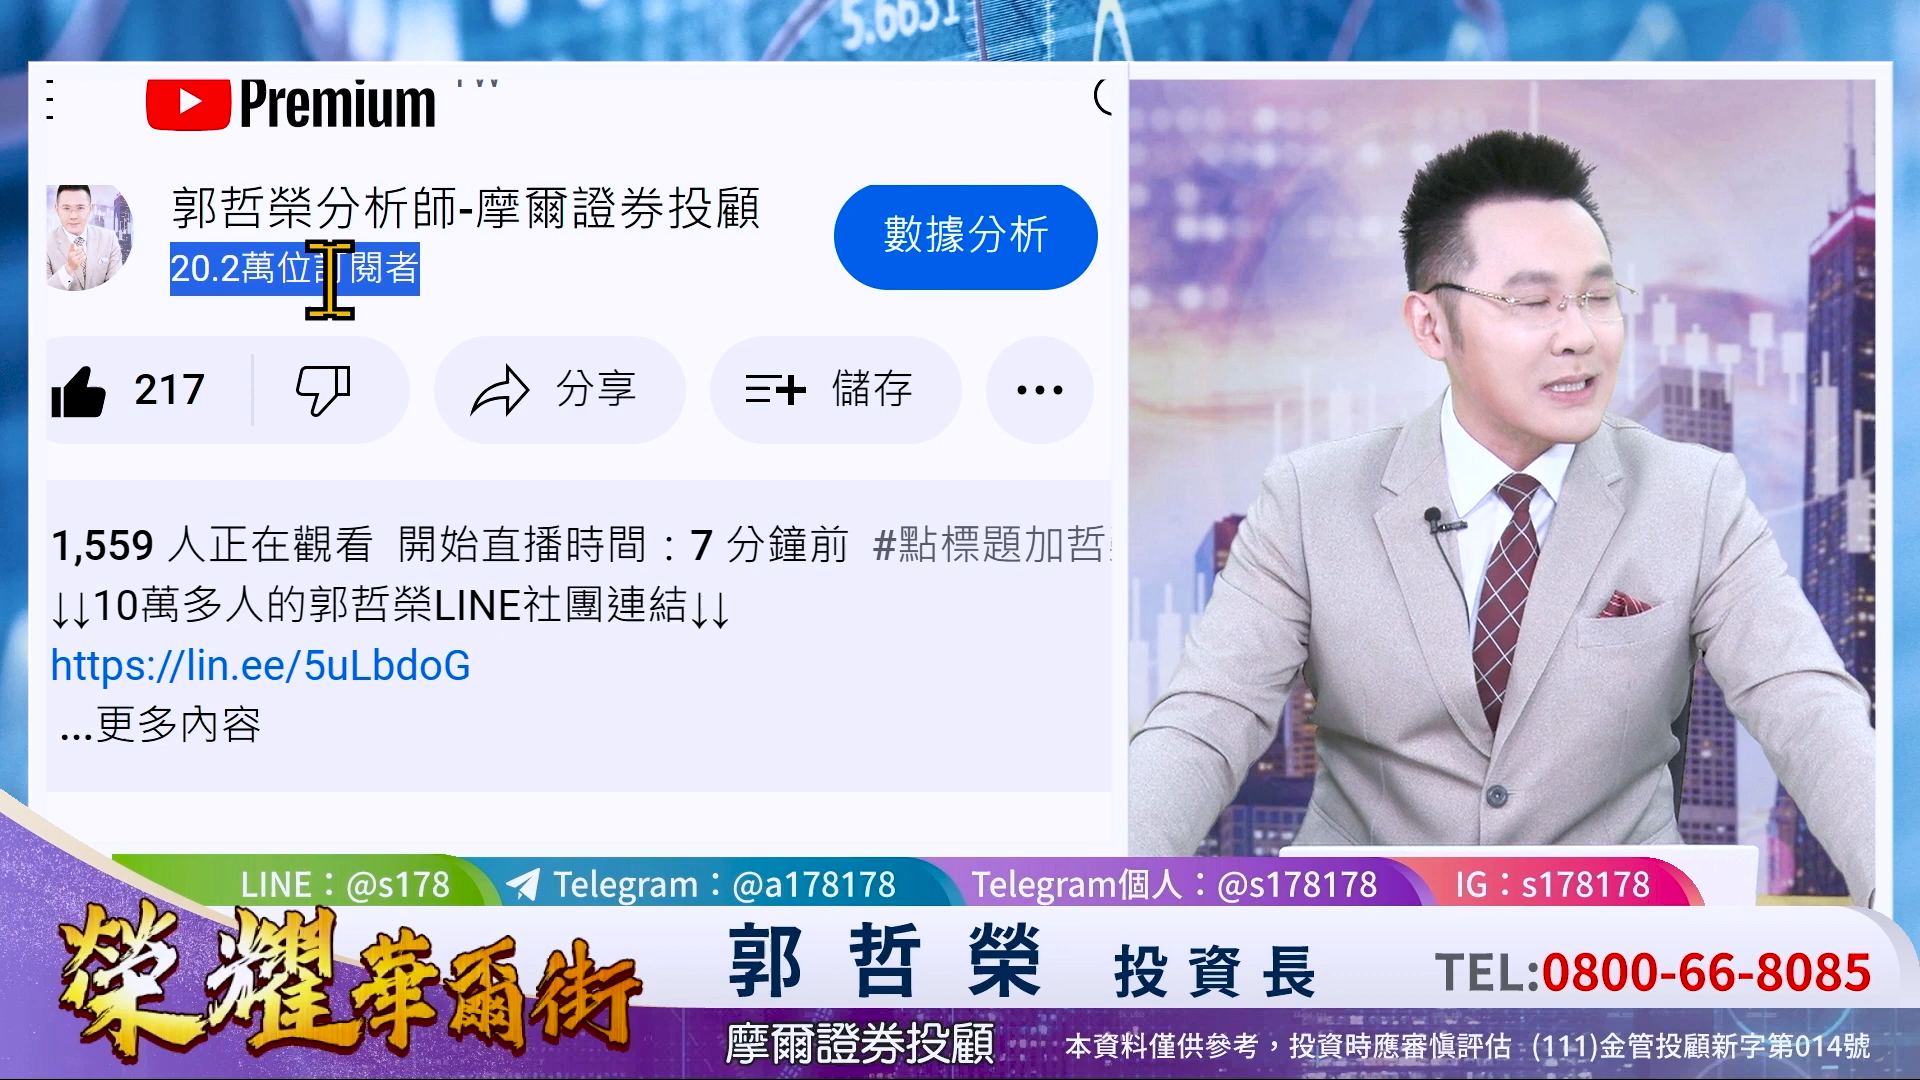 5.6631
Premium
郭哲榮分析師-摩爾證券投顧
數據分析
20.2萬位訂閱者
217
分享
儲存
1,559 人正在觀看 開始直播時間：7 分鐘前 #點標題加哲
↓↓10萬多人的郭哲榮LINE社團連結↓↓
https://lin.ee/5uLbdoG
...更多內容
LINE：@s178
Telegram：@a178178
Telegram個人：@s178178
IG：s178178
榮耀華爾街
郭哲榮 投資長
TEL:0800-66-8085
摩爾證券投顧
本資料僅供參考，投資時應審慎評估 (111)金管投顧新字第014號